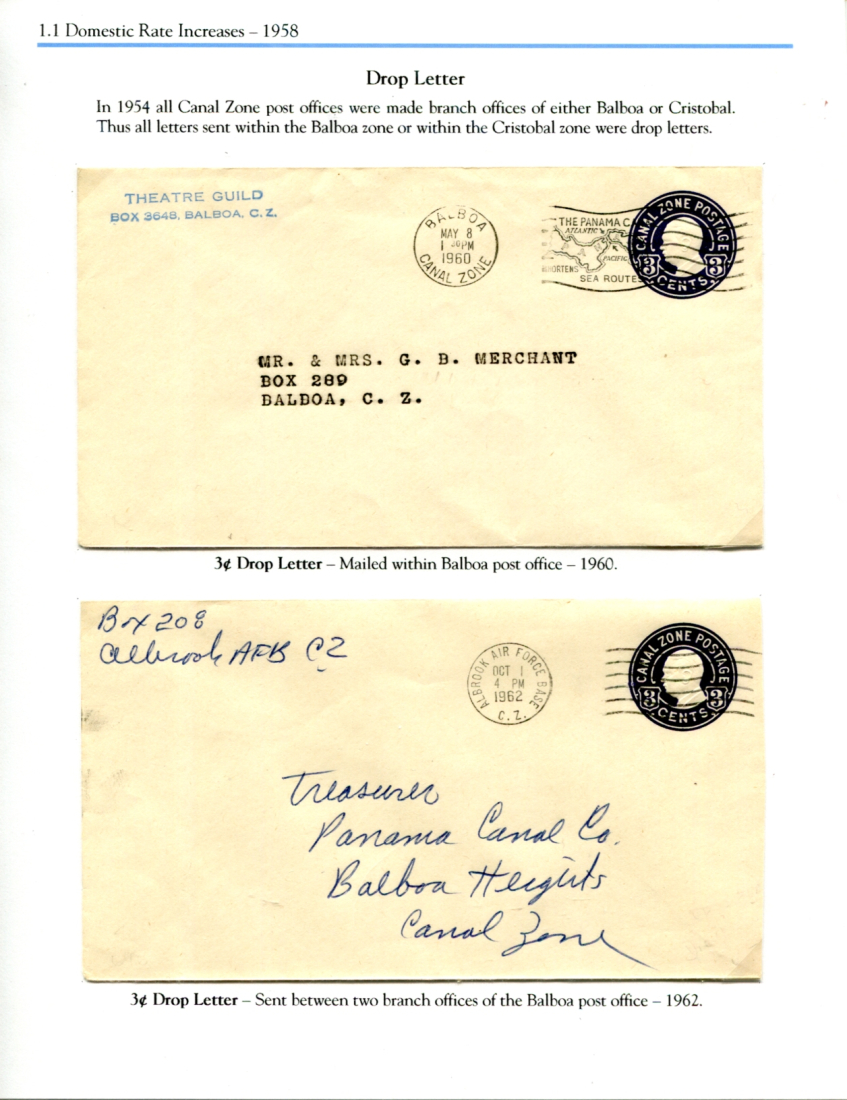 1.1 Domestic Rate Increases – 1958
Drop Letter
In 1954 all Canal Zone post offices were made branch offices of either Balboa or Cristobal.
Thus all letters sent within the Balboa zone or within the Cristobal zone were drop letters.
THEATRE GUILD
BOX 3648, BALBOA, C. Z.
BALBOA
MAY 8
1 30PM
1960
CANAL ZONE
THE PANAMA CA
ATLANTIC
PACIFIC
SHORTENS
SEA ROUTES
CANAL ZONE POSTAGE
3 3
CENTS
MR. & MRS. G. B. MERCHANT
BOX 289
BALBOA, C. Z.
3¢ Drop Letter – Mailed within Balboa post office – 1960.
Box 208
Albrook AFB CZ
ALBROOK AIR FORCE BASE
OCT 1
4 PM
1962
C. Z.
CANAL ZONE POSTAGE
3 3
CENTS
Treasurer
Panama Canal Co.
Balboa Heights
Canal Zone
3¢ Drop Letter – Sent between two branch offices of the Balboa post office – 1962.